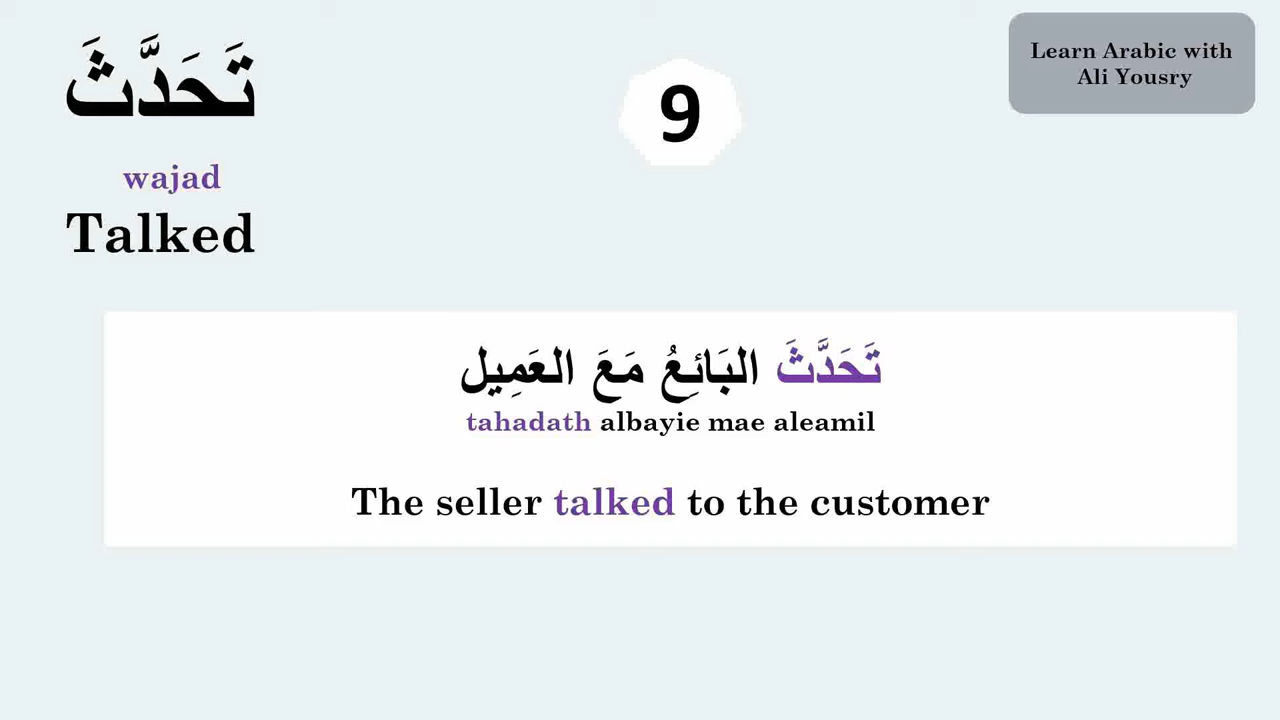 تَحَدَّثَ
wajad
Talked
9
Learn Arabic with
Ali Yousry
تَحَدَّثَ البَائِعُ مَعَ العَمِيل
tahadath albayie mae aleamil
The seller talked to the customer